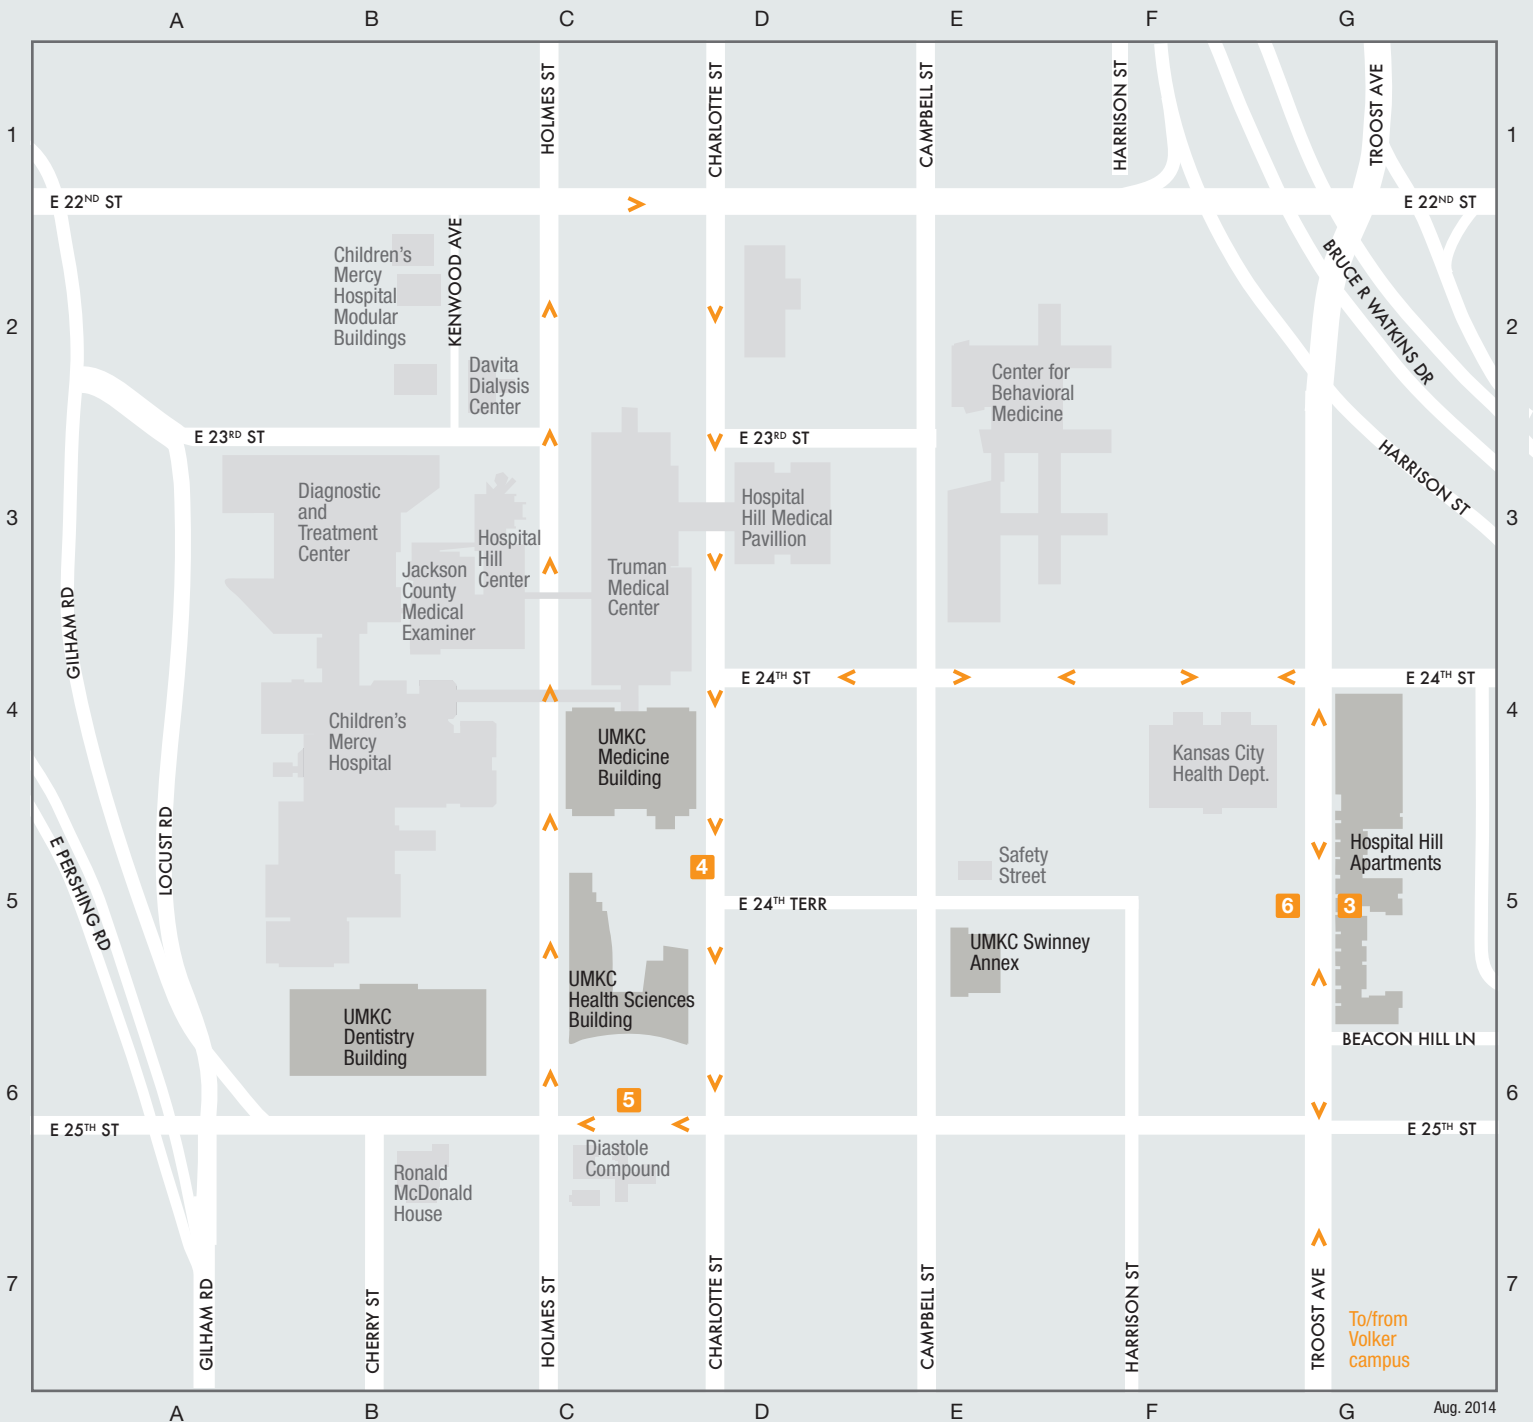 A B C D E F G
1
HOLMES ST
CHARLOTTE ST
CAMPBELL ST
HARRISON ST
TROOST AVE
1
E 22ND ST
E 22ND ST
KENWOOD AVE
Children's
Mercy
Hospital
Modular
Buildings
BRUCE R WATKINS DR
2
2
Davita
Dialysis
Center
Center for
Behavioral
Medicine
E 23RD ST
E 23RD ST
HARRISON ST
3
3
Diagnostic
and
Treatment
Center
Hospital
Hill
Center
Hospital
Hill Medical
Pavillion
Jackson
County
Medical
Examiner
Truman
Medical
Center
GILHAM RD
E 24TH ST
E 24TH ST
4
4
Children's
Mercy
Hospital
UMKC
Medicine
Building
Kansas City
Health Dept.
LOCUST RD
E PERSHING RD
4
Safety
Street
Hospital Hill
Apartments
5
5
E 24TH TERR
6
3
UMKC Swinney
Annex
UMKC
Health Sciences
Building
UMKC
Dentistry
Building
BEACON HILL LN
6
6
5
E 25TH ST
E 25TH ST
Diastole
Compound
Ronald
McDonald
House
7
7
GILHAM RD
CHERRY ST
HOLMES ST
CHARLOTTE ST
CAMPBELL ST
HARRISON ST
TROOST AVE
To/from
Volker
campus
A B C D E F G
Aug. 2014